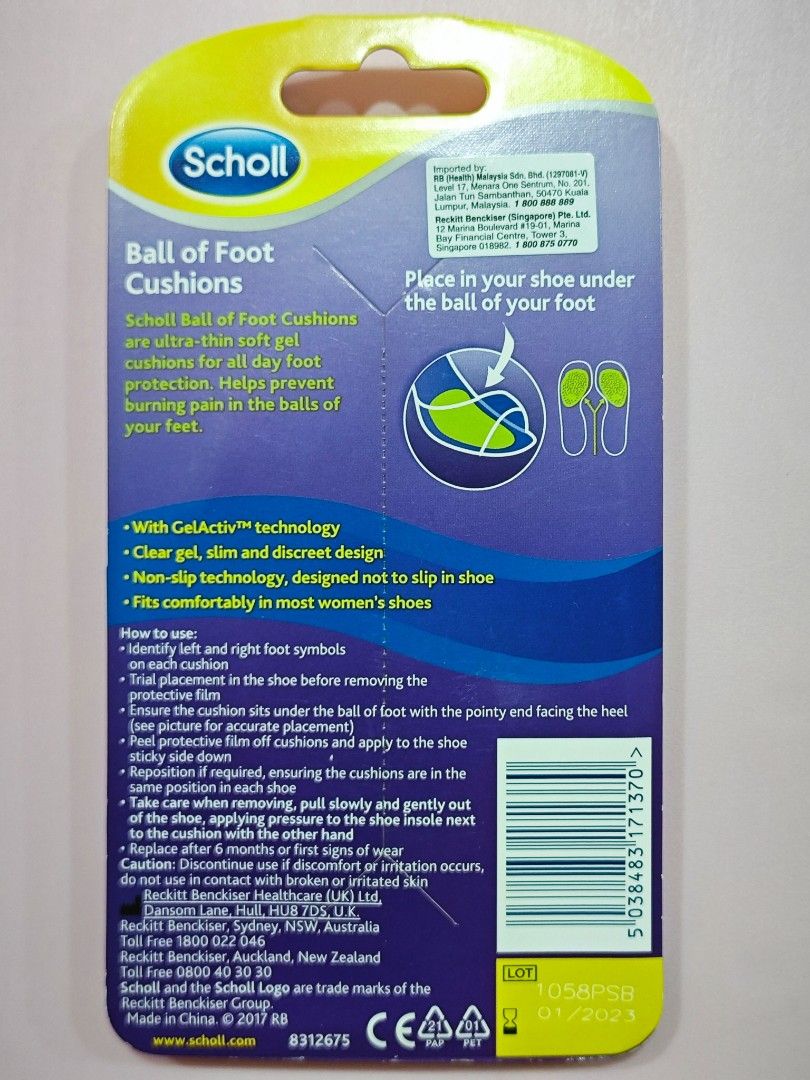 Scholl
Imported by:
RB (Health) Malaysia Sdn. Bhd. (1297081-V)
Level 17, Menara One Sentrum, No. 201,
Jalan Tun Sambanthan, 50470 Kuala
Lumpur, Malaysia. 1 800 888 889
Reckitt Benckiser (Singapore) Pte. Ltd.
12 Marina Boulevard #19-01, Marina
Bay Financial Centre, Tower 3,
Singapore 018982. 1 800 875 0770
Ball of Foot
Cushions
Scholl Ball of Foot Cushions
are ultra-thin soft gel
cushions for all day foot
protection. Helps prevent
burning pain in the balls of
your feet.
Place in your shoe under
the ball of your foot
• With GelActiv™ technology
• Clear gel, slim and discreet design
• Non-slip technology, designed not to slip in shoe
• Fits comfortably in most women's shoes
How to use:
• Identify left and right foot symbols
on each cushion
• Trial placement in the shoe before removing the
protective film
• Ensure the cushion sits under the ball of foot with the pointy end facing the heel
(see picture for accurate placement)
• Peel protective film off cushions and apply to the shoe
sticky side down
• Reposition if required, ensuring the cushions are in the
same position in each shoe
• Take care when removing, pull slowly and gently out
of the shoe, applying pressure to the shoe insole next
to the cushion with the other hand
• Replace after 6 months or first signs of wear
Caution: Discontinue use if discomfort or irritation occurs,
do not use in contact with broken or irritated skin
Reckitt Benckiser Healthcare (UK) Ltd,
Dansom Lane, Hull, HU8 7DS, U.K.
Reckitt Benckiser, Sydney, NSW, Australia
Toll Free 1800 022 046
Reckitt Benckiser, Auckland, New Zealand
Toll Free 0800 40 30 30
Scholl and the Scholl Logo are trade marks of the
Reckitt Benckiser Group.
Made in China. © 2017 RB
www.scholl.com
8312675
CE
21
PAP
01
PET
5 038483 171370 >
LOT
1058PSB
01/2023